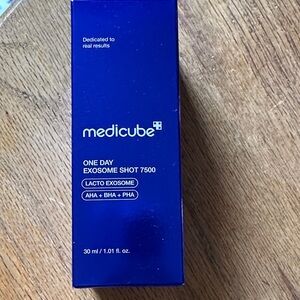 Dedicated to
real results
medicube
ONE DAY
EXOSOME SHOT 7500
LACTO EXOSOME
AHA + BHA + PHA
30 ml / 1.01 fl. oz.